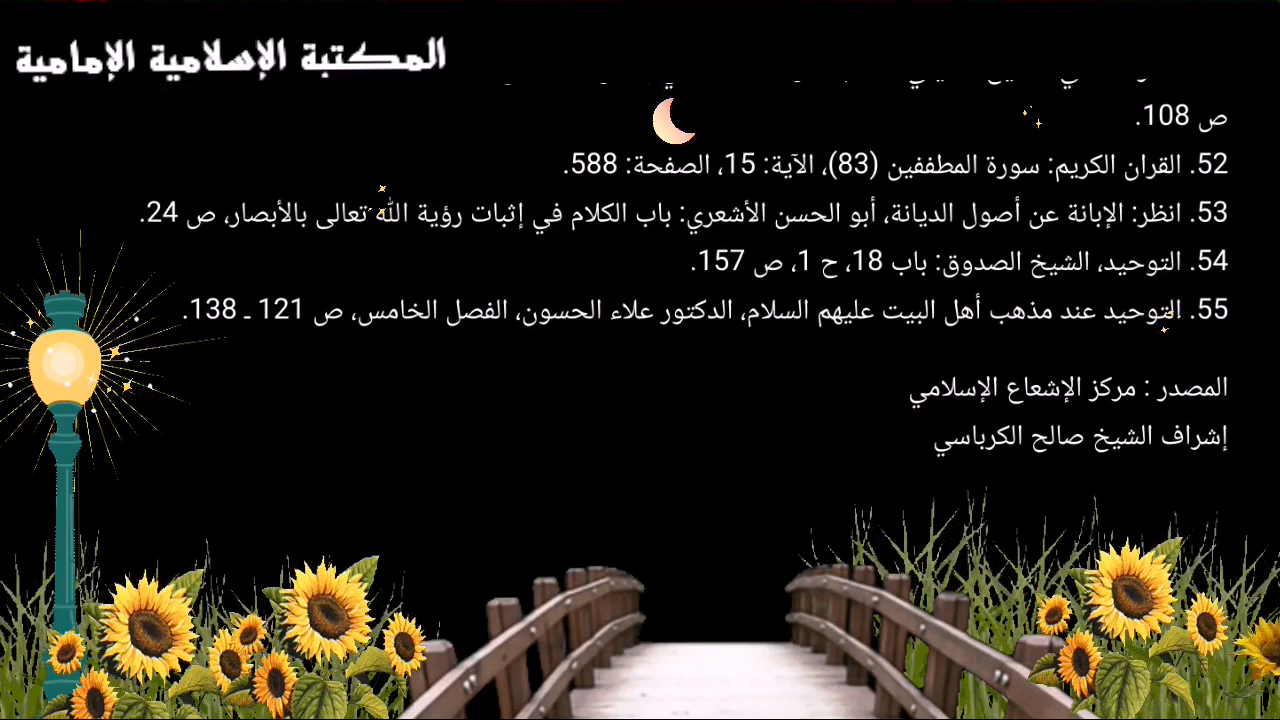 المكتبة الإسلامية الإمامية
ص 108.
52. القران الكريم: سورة المطففين (83)، الآية: 15، الصفحة: 588.
53. انظر: الإبانة عن أصول الديانة، أبو الحسن الأشعري: باب الكلام في إثبات رؤية الله تعالى بالأبصار، ص 24.
54. التوحيد، الشيخ الصدوق: باب 18، ح 1، ص 157.
55. التوحيد عند مذهب أهل البيت عليهم السلام، الدكتور علاء الحسون، الفصل الخامس، ص 121 ـ 138.
المصدر : مركز الإشعاع الإسلامي
إشراف الشيخ صالح الكرباسي